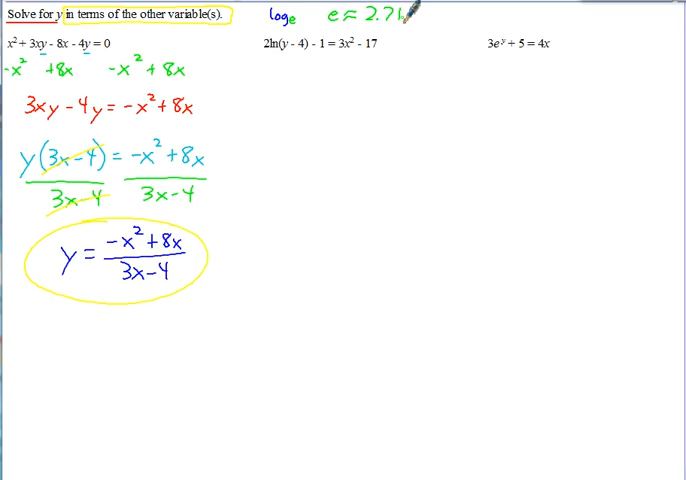 Solve for y in terms of the other variable(s).
logₑ e ≈ 2.71
x² + 3xy - 8x - 4y = 0
2ln(y - 4) - 1 = 3x² - 17
3eʸ + 5 = 4x
-x² +8x -x² +8x
3xy - 4y = -x² + 8x
y(3x - 4) = -x² + 8x
3x - 4 3x - 4
y = -x² + 8x
3x - 4